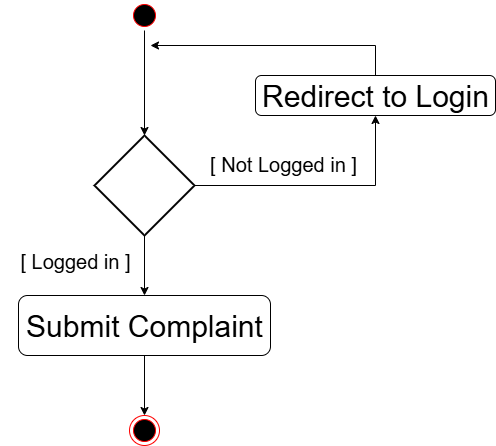 Redirect to Login
[ Not Logged in ]
[ Logged in ]
Submit Complaint